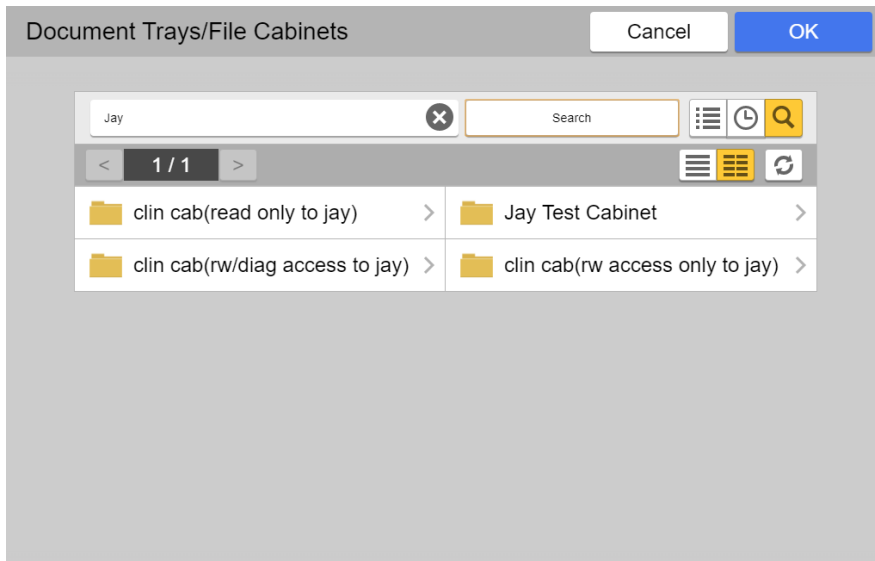 Document Trays/File Cabinets
Cancel
OK
Jay
Search
<
1 / 1
>
clin cab(read only to jay)
Jay Test Cabinet
clin cab(rw/diag access to jay)
clin cab(rw access only to jay)